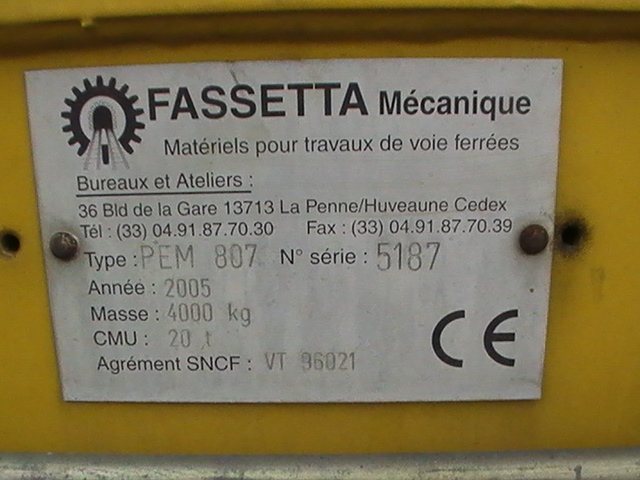 FASSETTA Mécanique
Matériels pour travaux de voie ferrées
Bureaux et Ateliers :
36 Bld de la Gare 13713 La Penne/Huveaune Cedex
Tél : (33) 04.91.87.70.30 Fax : (33) 04.91.87.70.39
Type : PEM 807 N° série : 5187
Année : 2005
Masse : 4000 kg
CMU : 20 t
Agrément SNCF : VT 96021
CE